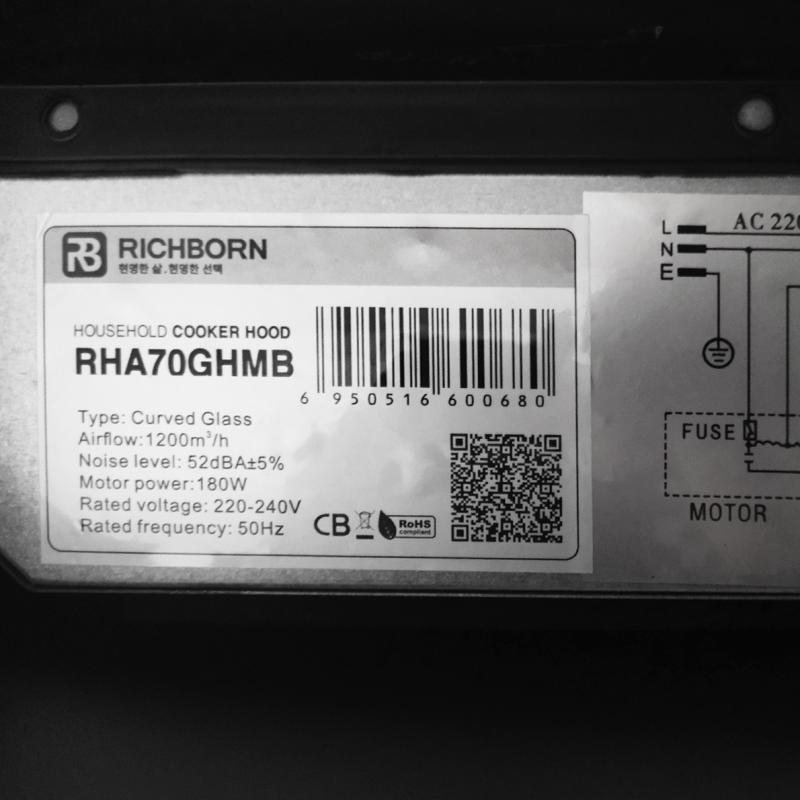 RB RICHBORN
현명한 삶.현명한 선택
HOUSEHOLD COOKER HOOD
RHA70GHMB
6 950516 600680
Type: Curved Glass
Airflow:1200m³/h
Noise level: 52dBA±5%
Motor power:180W
Rated voltage: 220-240V
Rated frequency: 50Hz
CB RoHS
compliant
L AC 220
N
E
FUSE
MOTOR